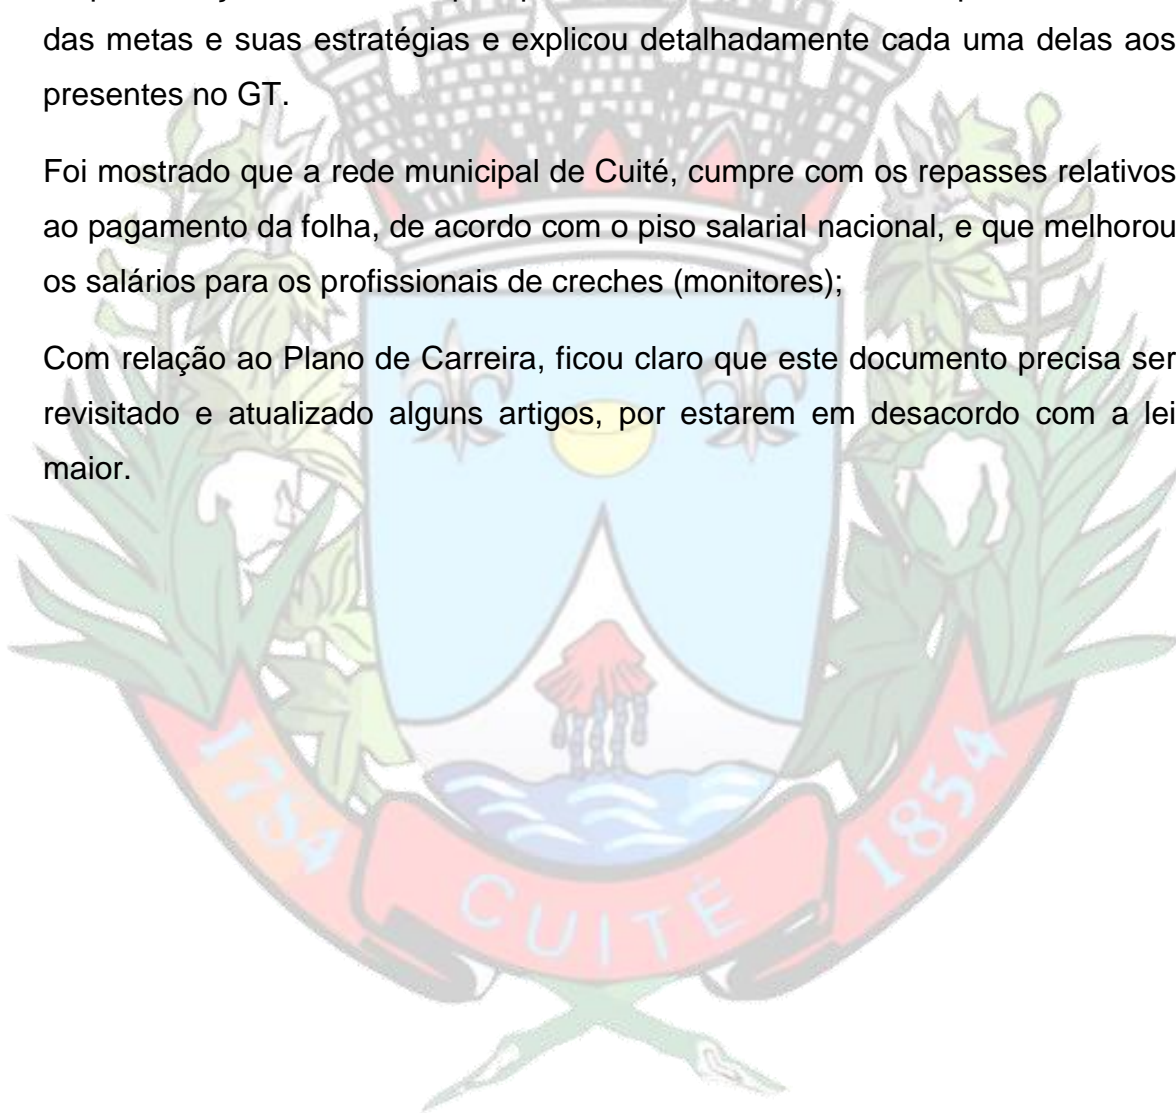 das metas e suas estratégias e explicou detalhadamente cada uma delas aos
presentes no GT.
Foi mostrado que a rede municipal de Cuité, cumpre com os repasses relativos
ao pagamento da folha, de acordo com o piso salarial nacional, e que melhorou
os salários para os profissionais de creches (monitores);
Com relação ao Plano de Carreira, ficou claro que este documento precisa ser
revisitado e atualizado alguns artigos, por estarem em desacordo com a lei
maior.
1754
CUITÉ
1854